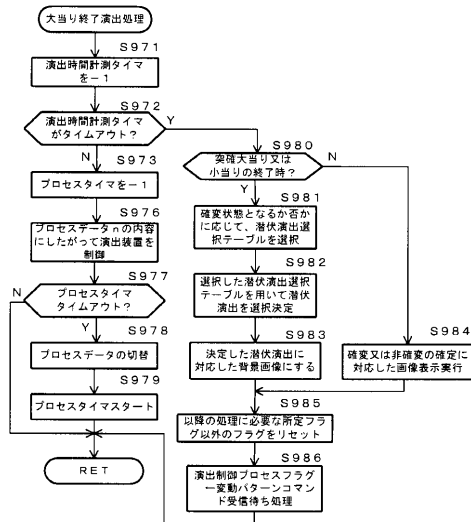 大当り終了演出処理
S971
演出時間計測タイマ
を－１
S972
演出時間計測タイマ
がタイムアウト？
Y
N
S973
プロセスタイマを－１
S976
プロセスデータｎの内容
にしたがって演出装置を
制御
S977
プロセスタイマ
タイムアウト？
N
Y
S978
プロセスデータの切替
S979
プロセスタイマスタート
RET
S980
突確大当り又は
小当りの終了時？
N
Y
S981
確変状態となるか否か
に応じて、潜伏演出選
択テーブルを選択
S982
選択した潜伏演出選択
テーブルを用いて潜伏
演出を選択決定
S983
決定した潜伏演出に
対応した背景画像にする
S984
確変又は非確変の確定に
対応した画像表示実行
S985
以降の処理に必要な所定フラ
グ以外のフラグをリセット
S986
演出制御プロセスフラグ
ー変動パターンコマン
ド受信待ち処理